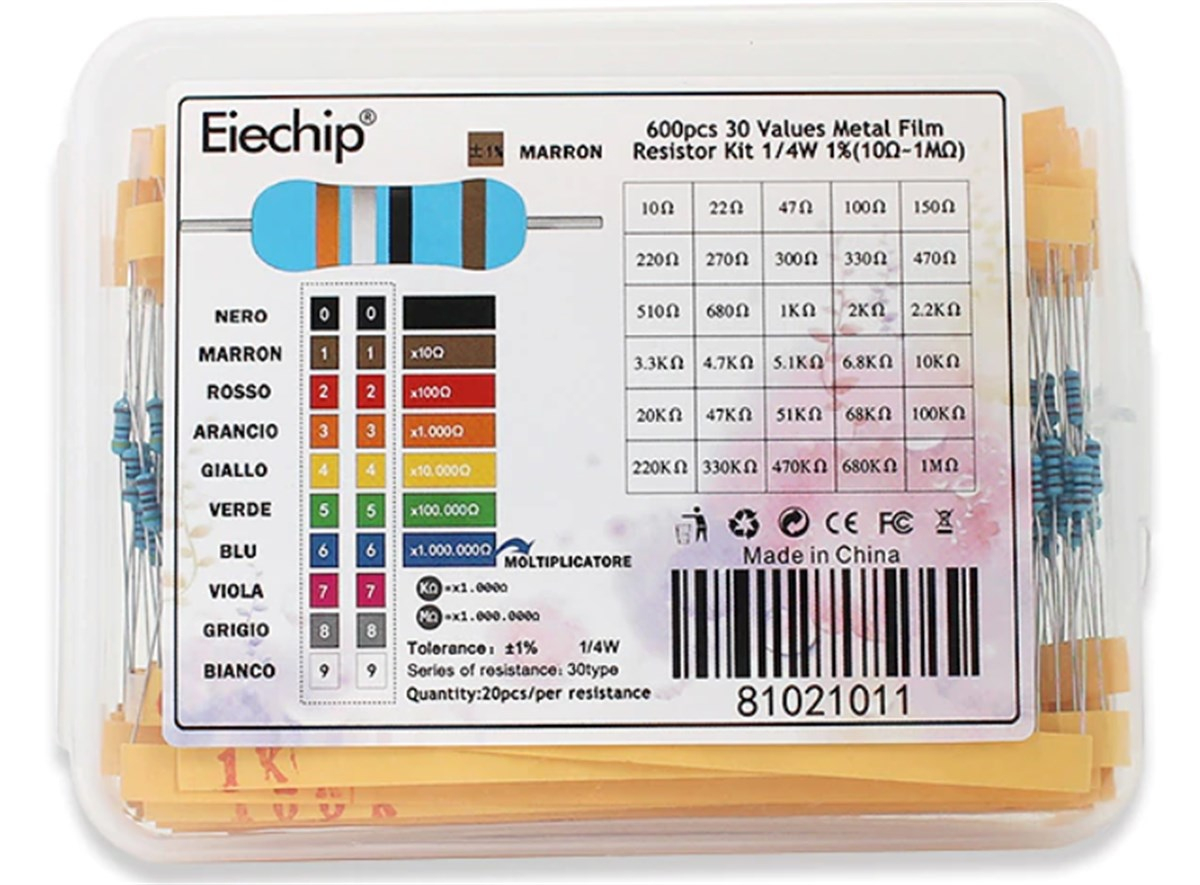 Eiechip®
±1% MARRON
600pcs 30 Values Metal Film
Resistor Kit 1/4W 1%(10Ω~1MΩ)
10Ω 22Ω 47Ω 100Ω 150Ω
220Ω 270Ω 300Ω 330Ω 470Ω
510Ω 680Ω 1KΩ 2KΩ 2.2KΩ
3.3KΩ 4.7KΩ 5.1KΩ 6.8KΩ 10KΩ
20KΩ 47KΩ 51KΩ 68KΩ 100KΩ
220KΩ 330KΩ 470KΩ 680KΩ 1MΩ
NERO 0 0
MARRON 1 1 x10Ω
ROSSO 2 2 x100Ω
ARANCIO 3 3 x1.000Ω
GIALLO 4 4 x10.000Ω
VERDE 5 5 x100.000Ω
BLU 6 6 x1.000.000Ω
MOLTIPLICATORE
VIOLA 7 7
GRIGIO 8 8
BIANCO 9 9
KΩ=x1.000Ω
MΩ=x1.000.000Ω
Tolerance: ±1% 1/4W
Series of resistance: 30type
Quantity:20pcs/per resistance
CE FC
Made in China
81021011
1K
100K